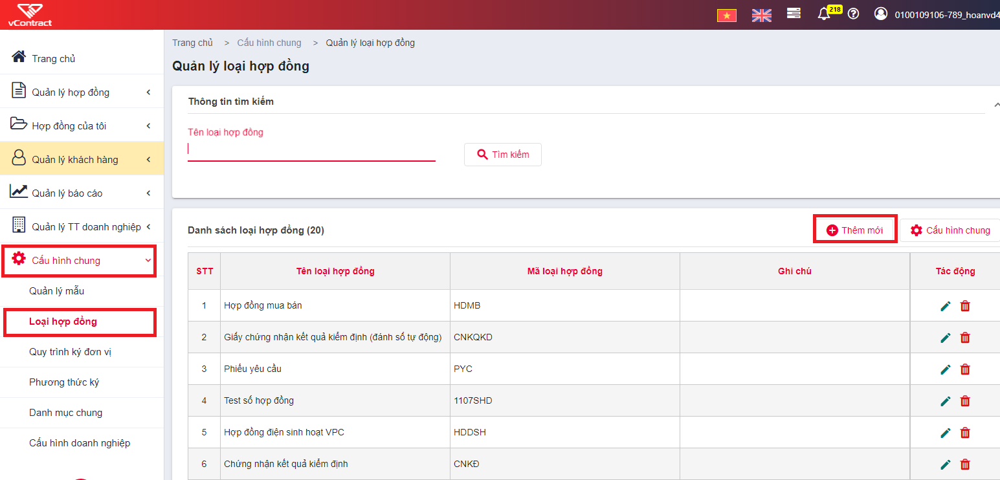 vContract
218
0100109106-789_hoanvd4
Trang chủ
Quản lý hợp đồng
Hợp đồng của tôi
Quản lý khách hàng
Quản lý báo cáo
Quản lý TT doanh nghiệp
Cấu hình chung
Quản lý mẫu
Loại hợp đồng
Quy trình ký đơn vị
Phương thức ký
Danh mục chung
Cấu hình doanh nghiệp
Trang chủ > Cấu hình chung > Quản lý loại hợp đồng
Quản lý loại hợp đồng
Thông tin tìm kiếm
Tên loại hợp đồng
Tìm kiếm
Danh sách loại hợp đồng (20)
Thêm mới
Cấu hình chung
STT Tên loại hợp đồng Mã loại hợp đồng Ghi chú Tác động
1 Hợp đồng mua bán HDMB
2 Giấy chứng nhận kết quả kiểm định (đánh số tự động) CNKQKD
3 Phiếu yêu cầu PYC
4 Test số hợp đồng 1107SHD
5 Hợp đồng điện sinh hoạt VPC HDDSH
6 Chứng nhận kết quả kiểm định CNKĐ